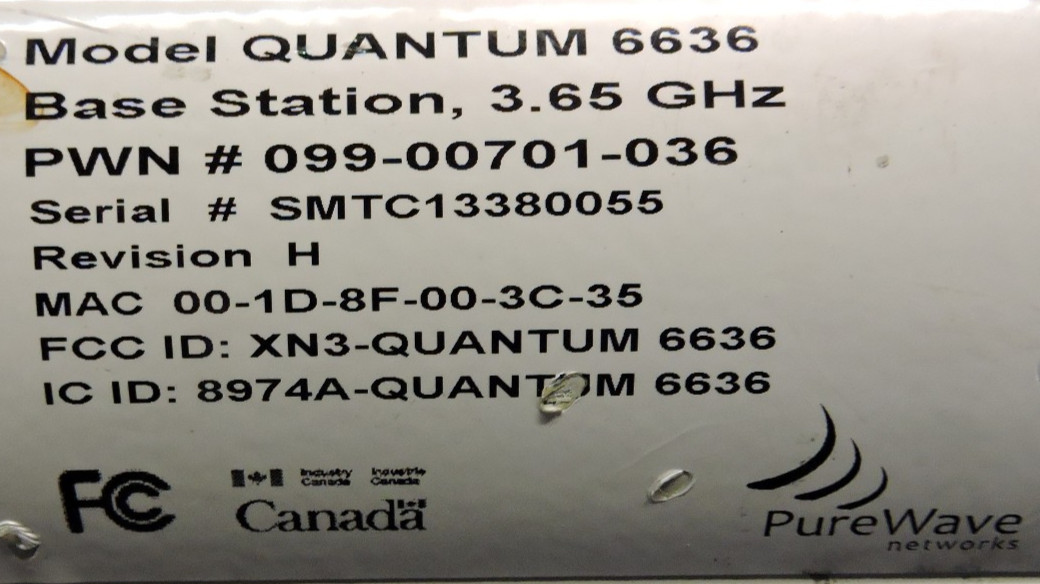 Model QUANTUM 6636
Base Station, 3.65 GHz
PWN # 099-00701-036
Serial # SMTC13380055
Revision H
MAC 00-1D-8F-00-3C-35
FCC ID: XN3-QUANTUM 6636
IC ID: 8974A-QUANTUM 6636
FC
Industry Canada Industrie Canada
Canada
PureWave
networks